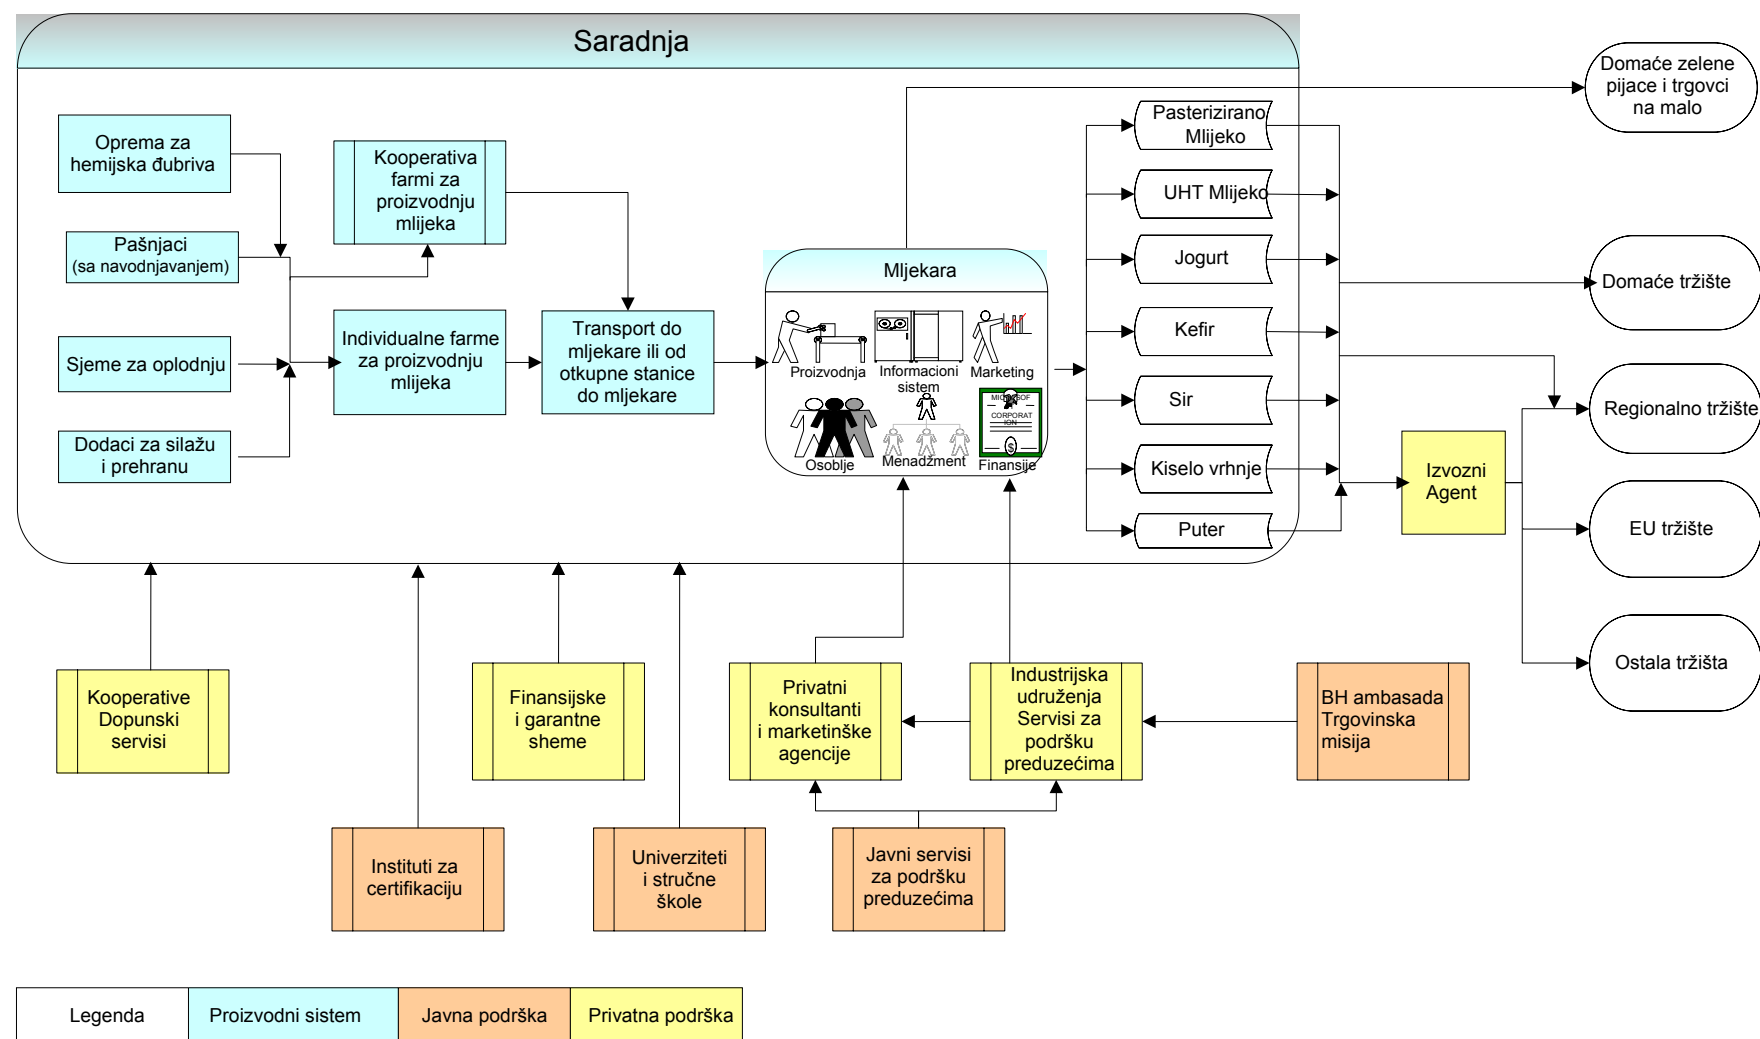 Saradnja
Domaće zelene
pijace i trgovci
na malo
Oprema za
hemijska đubriva
Kooperativa
farmi za
proizvodnju
mlijeka
Pasterizirano
Mlijeko
UHT Mlijeko
Pašnjaci
(sa navodnjavanjem)
Jogurt
Mljekara
Domaće tržište
Individualne farme
za proizvodnju
mlijeka
Transport do
mljekare ili od
otkupne stanice
do mljekare
Kefir
Sjeme za oplodnju
Proizvodnja
Informacioni
sistem
Marketing
Sir
Regionalno tržište
MICROSOF
T
CORPORAT
ION
$
Dodaci za silažu
i prehranu
Osoblje
Menadžment
Finansije
Kiselo vrhnje
Izvozni
Agent
Puter
EU tržište
Ostala tržišta
Kooperative
Dopunski
servisi
Finansijske
i garantne
sheme
Privatni
konsultanti
i marketinške
agencije
Industrijska
udruženja
Servisi za
podršku
preduzećima
BH ambasada
Trgovinska
misija
Instituti za
certifikaciju
Univerziteti
i stručne
škole
Javni servisi
za podršku
preduzećima
Legenda
Proizvodni sistem
Javna podrška
Privatna podrška